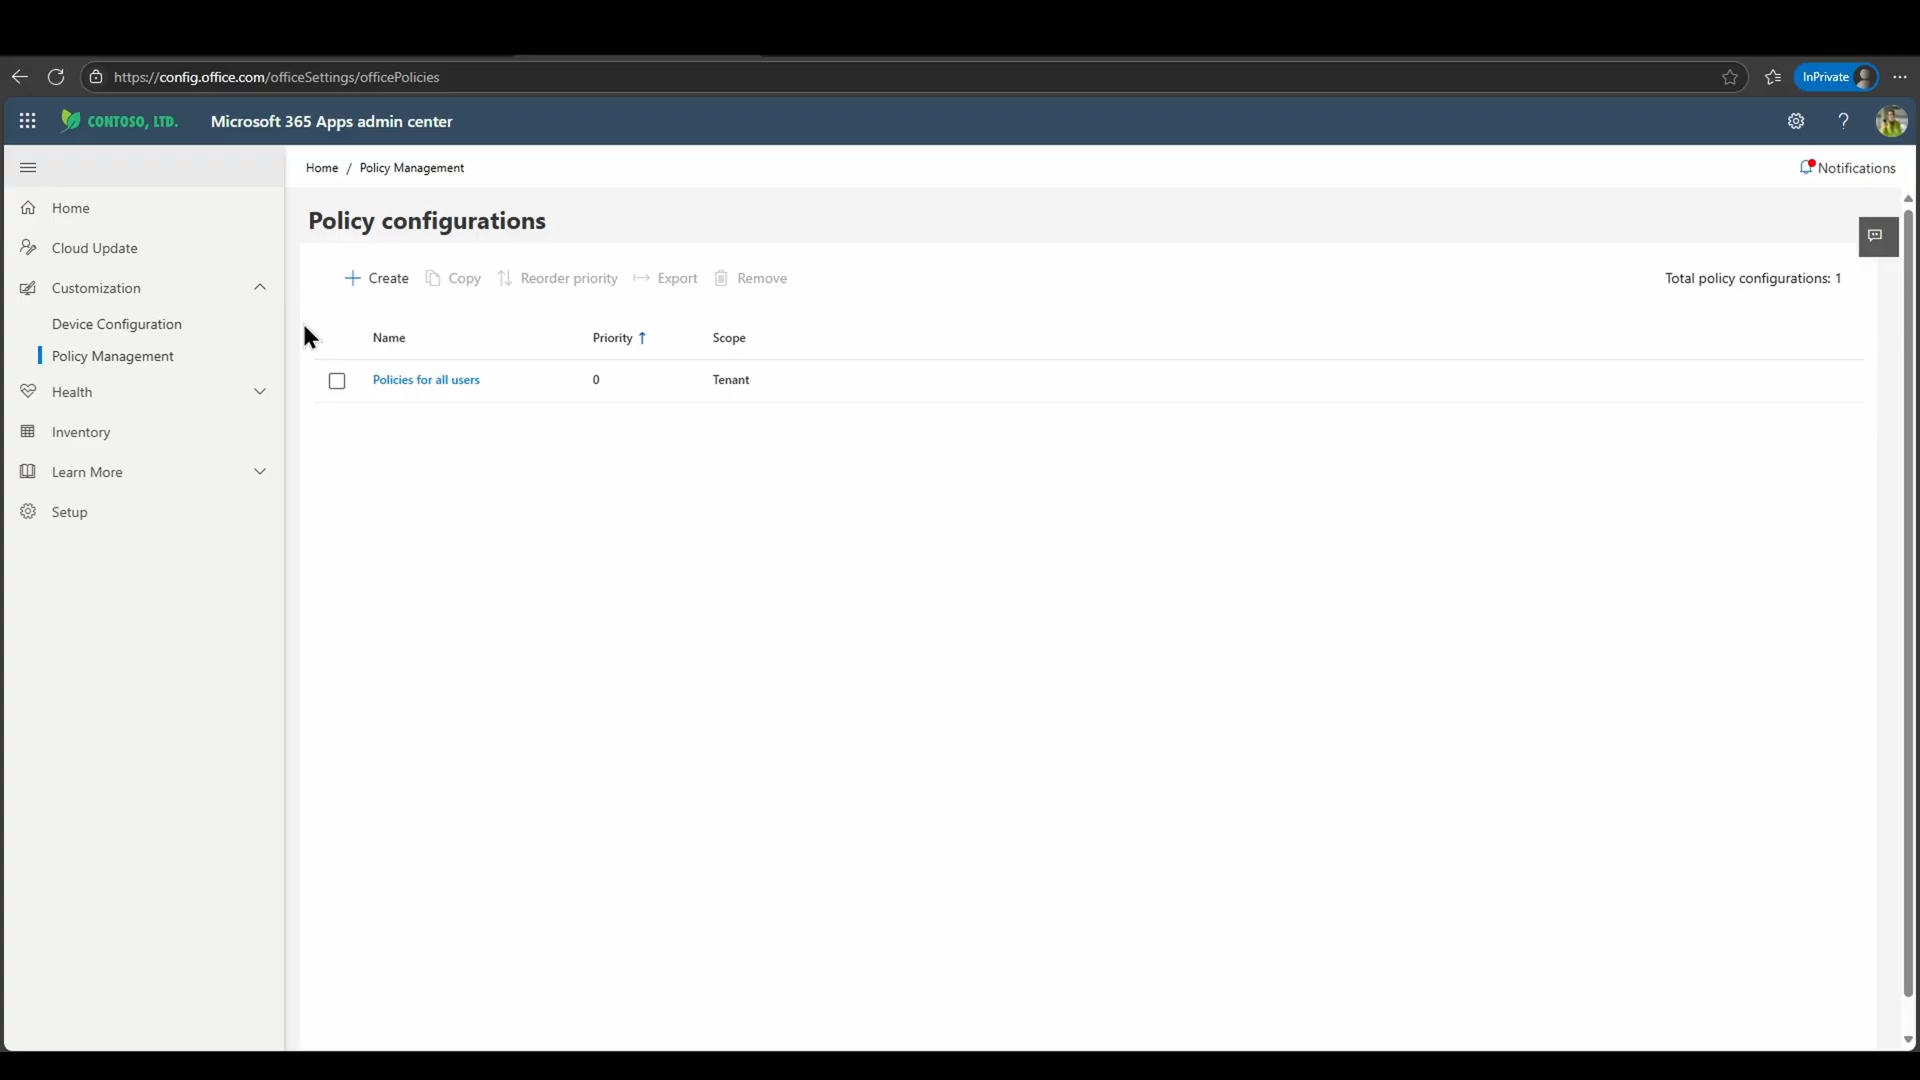 https://config.office.com/officeSettings/officePolicies
InPrivate
CONTOSO, LTD.
Microsoft 365 Apps admin center
?
Home / Policy Management
Notifications
Home
Cloud Update
Customization
Device Configuration
Policy Management
Health
Inventory
Learn More
Setup
Policy configurations
Create Copy Reorder priority Export Remove
Total policy configurations: 1
Name Priority ↑ Scope
Policies for all users 0 Tenant